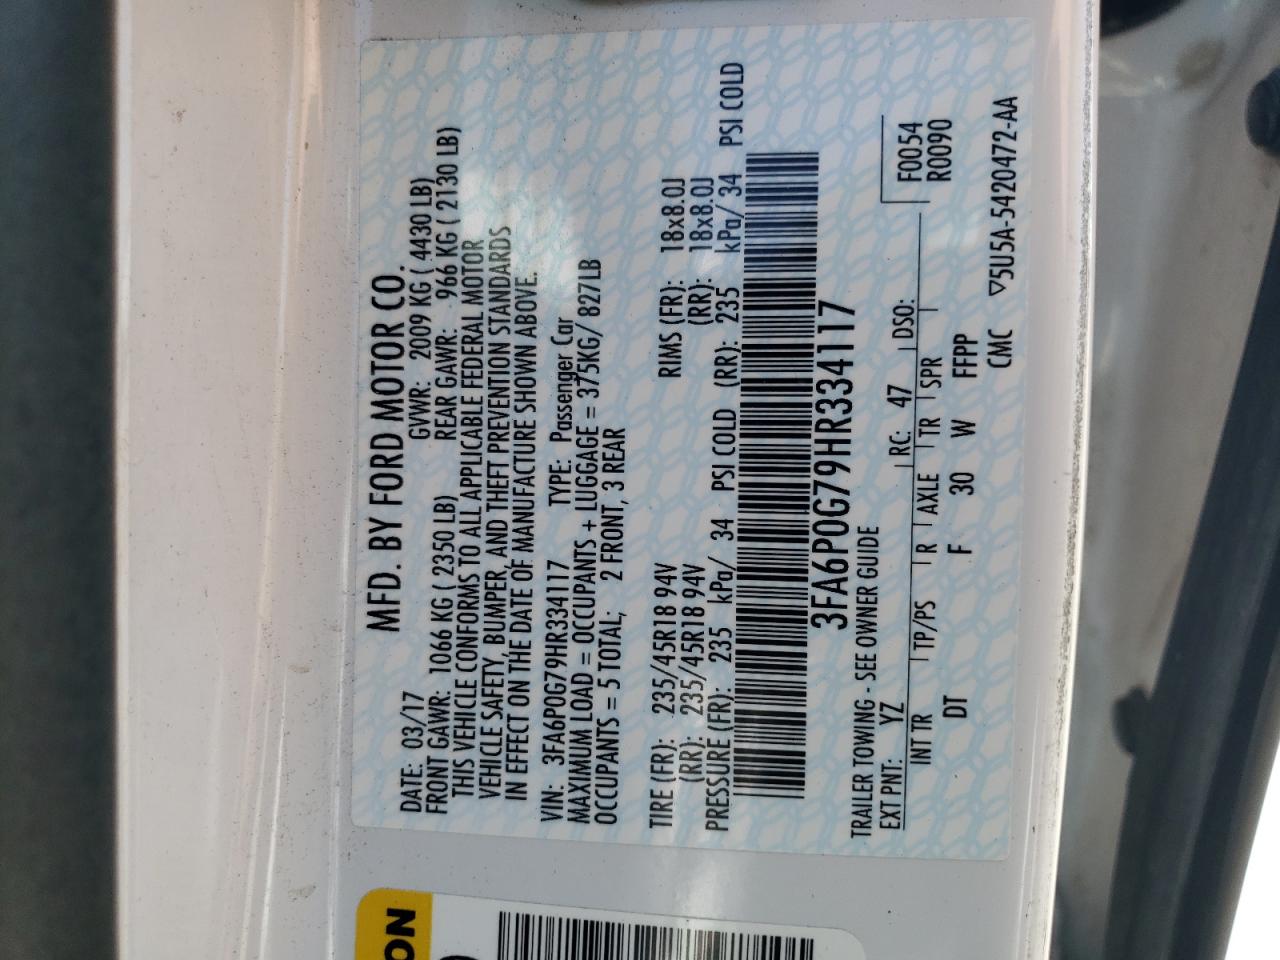 MFD. BY FORD MOTOR CO.
DATE: 03/17 GVWR: 2009 KG ( 4430 LB)
FRONT GAWR: 1066 KG ( 2350 LB) REAR GAWR: 966 KG ( 2130 LB)
THIS VEHICLE CONFORMS TO ALL APPLICABLE FEDERAL MOTOR
VEHICLE SAFETY, BUMPER, AND THEFT PREVENTION STANDARDS
IN EFFECT ON THE DATE OF MANUFACTURE SHOWN ABOVE.
VIN: 3FA6P0G79HR334117 TYPE: Passenger Car
MAXIMUM LOAD = OCCUPANTS + LUGGAGE = 375KG/ 827LB
OCCUPANTS = 5 TOTAL; 2 FRONT, 3 REAR
TIRE (FR): 235/45R18 94V RIMS (FR): 18x8.0J
(RR): 235/45R18 94V (RR): 18x8.0J
PRESSURE (FR): 235 kPa/ 34 PSI COLD (RR): 235 kPa/ 34 PSI COLD
3FA6P0G79HR334117
TRAILER TOWING - SEE OWNER GUIDE
EXT PNT: YZ RC: 47 DSO: F0054
R0090
INT TR TP/PS R AXLE TR SPR
DT F 30 W FFPP
CMC ▽5U5A-5420472-AA
ON